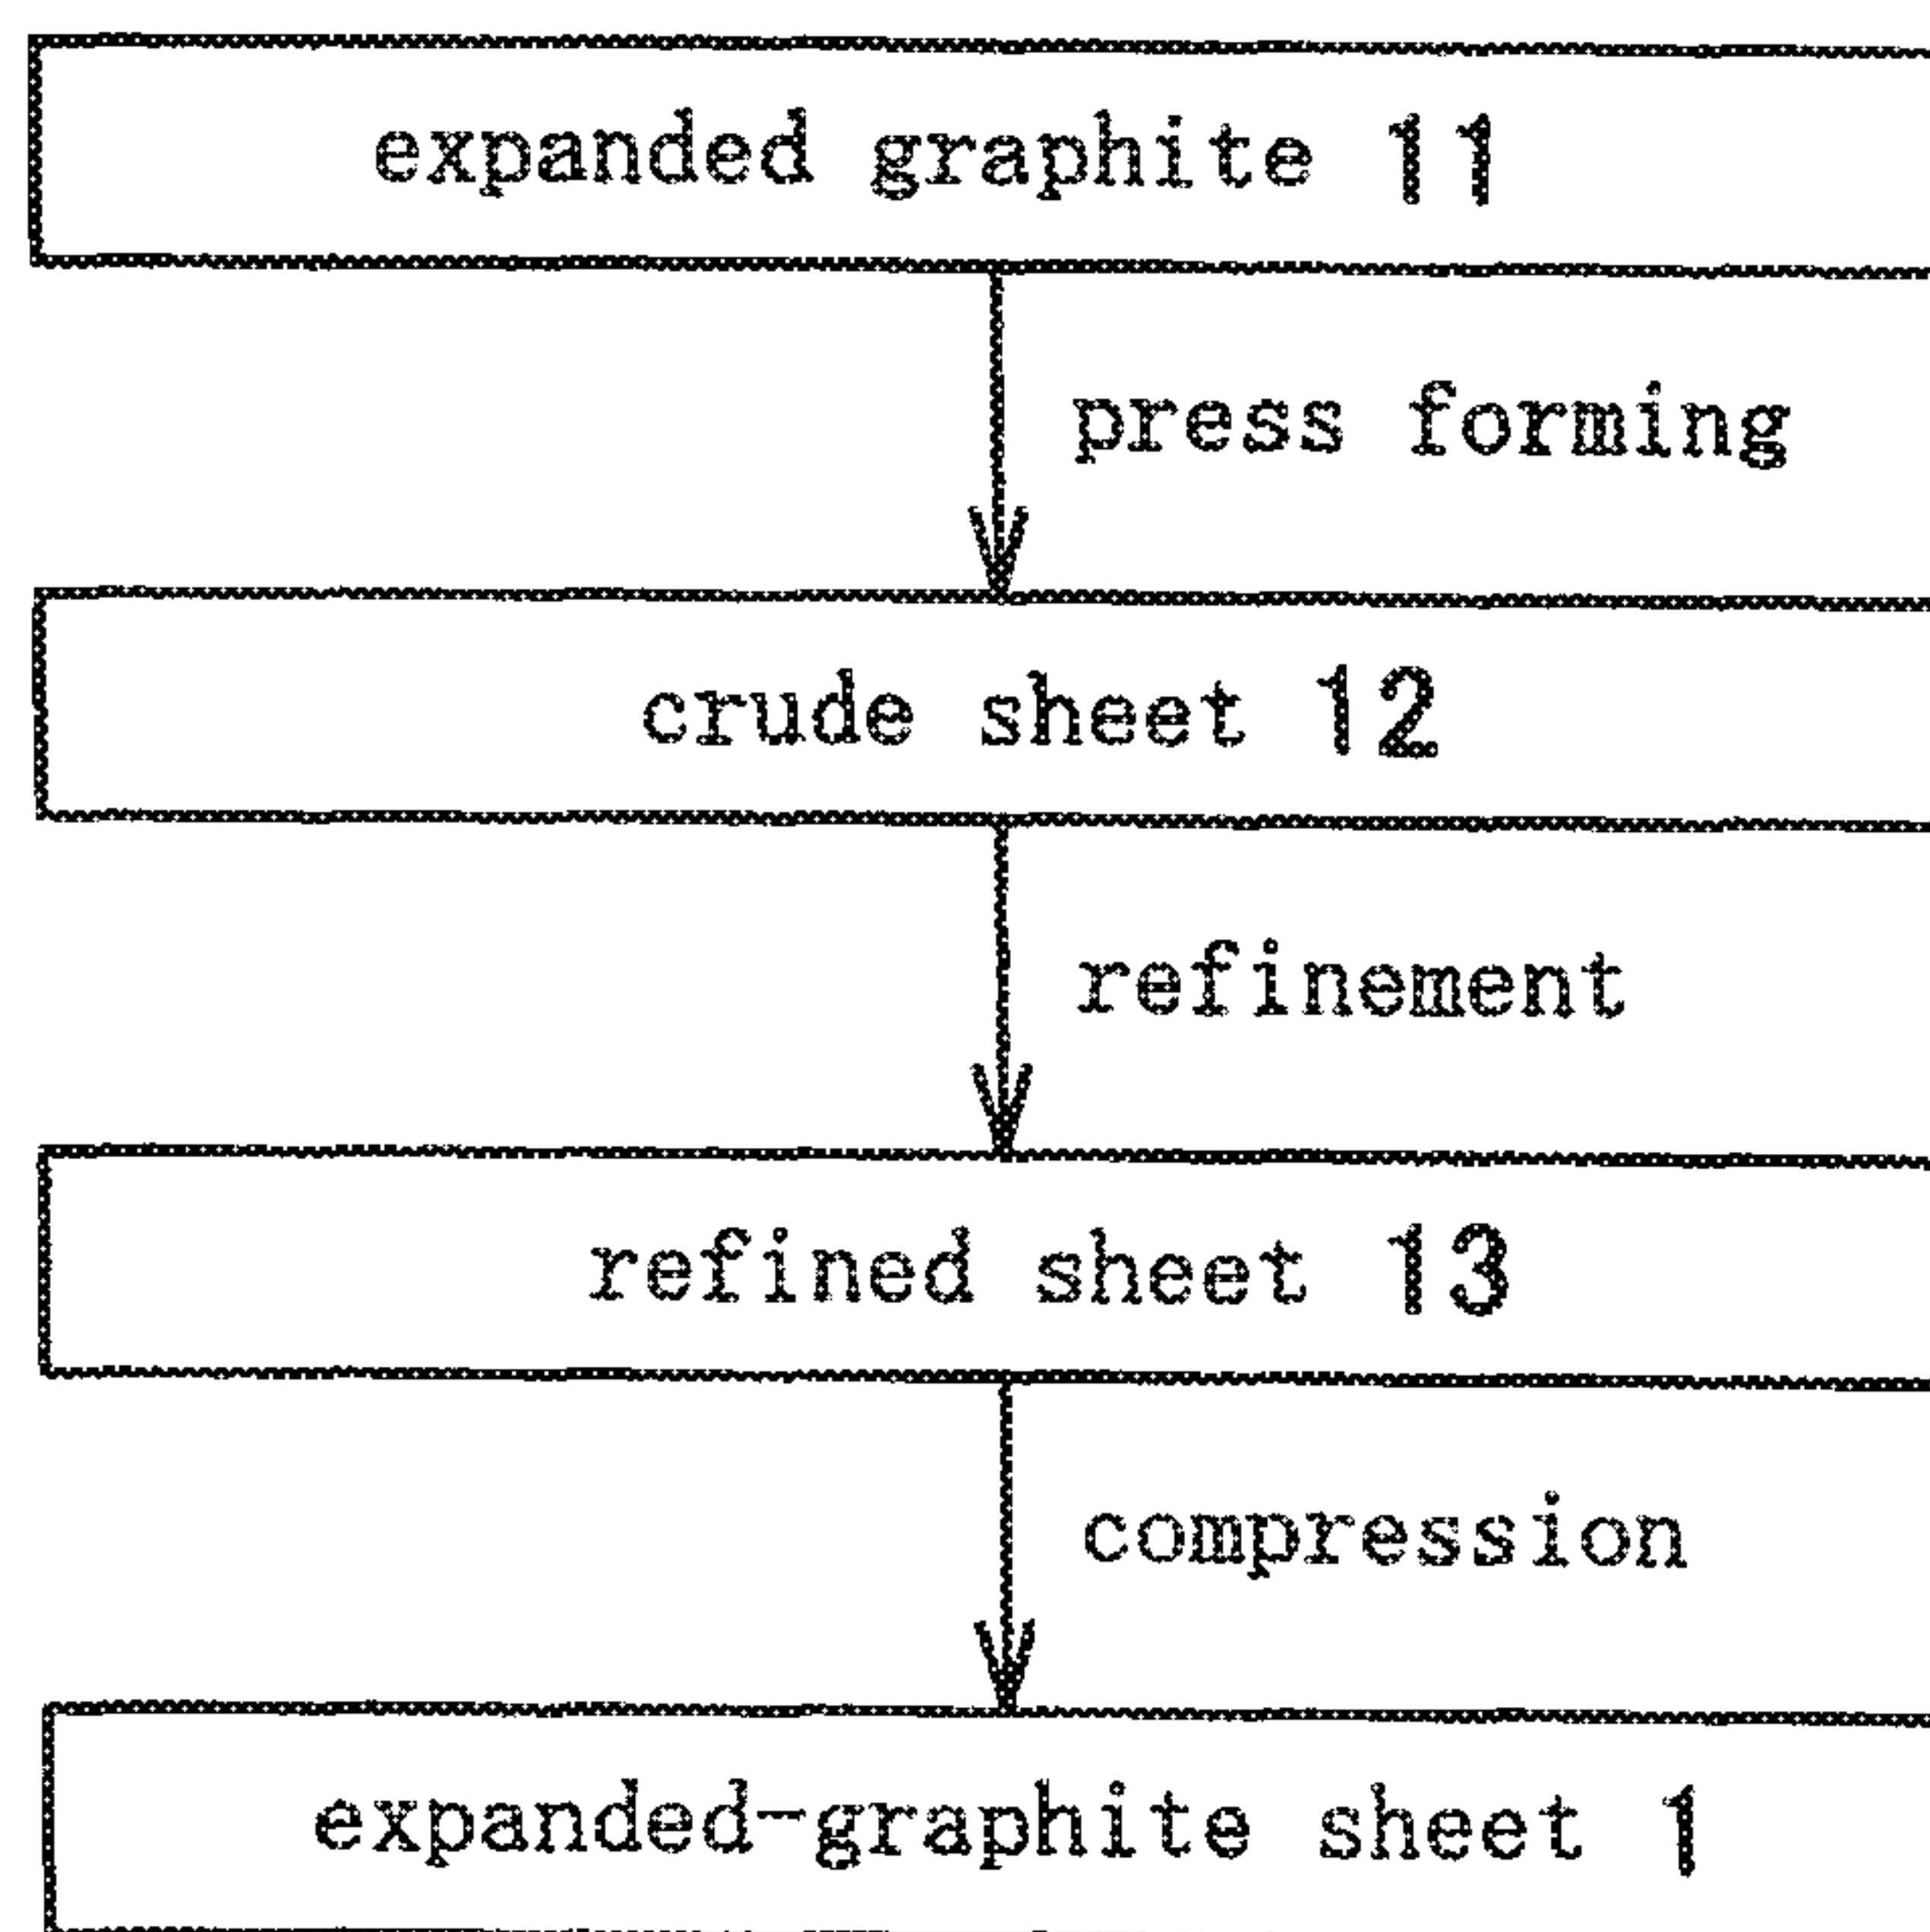 expanded graphite 11
press forming
crude sheet 12
refinement
refined sheet 13
compression
expanded-graphite sheet 1